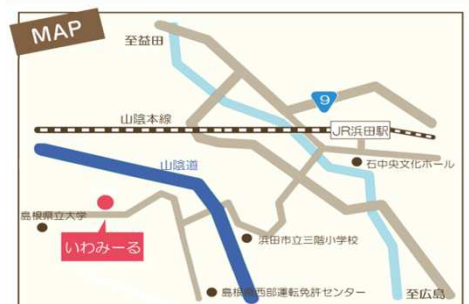 MAP
至益田
9
山陰本線
JR浜田駅
石中央文化ホール
山陰道
島根県立大学
いわみーる
浜田市立三階小学校
島根県西部運転免許センター
至広島